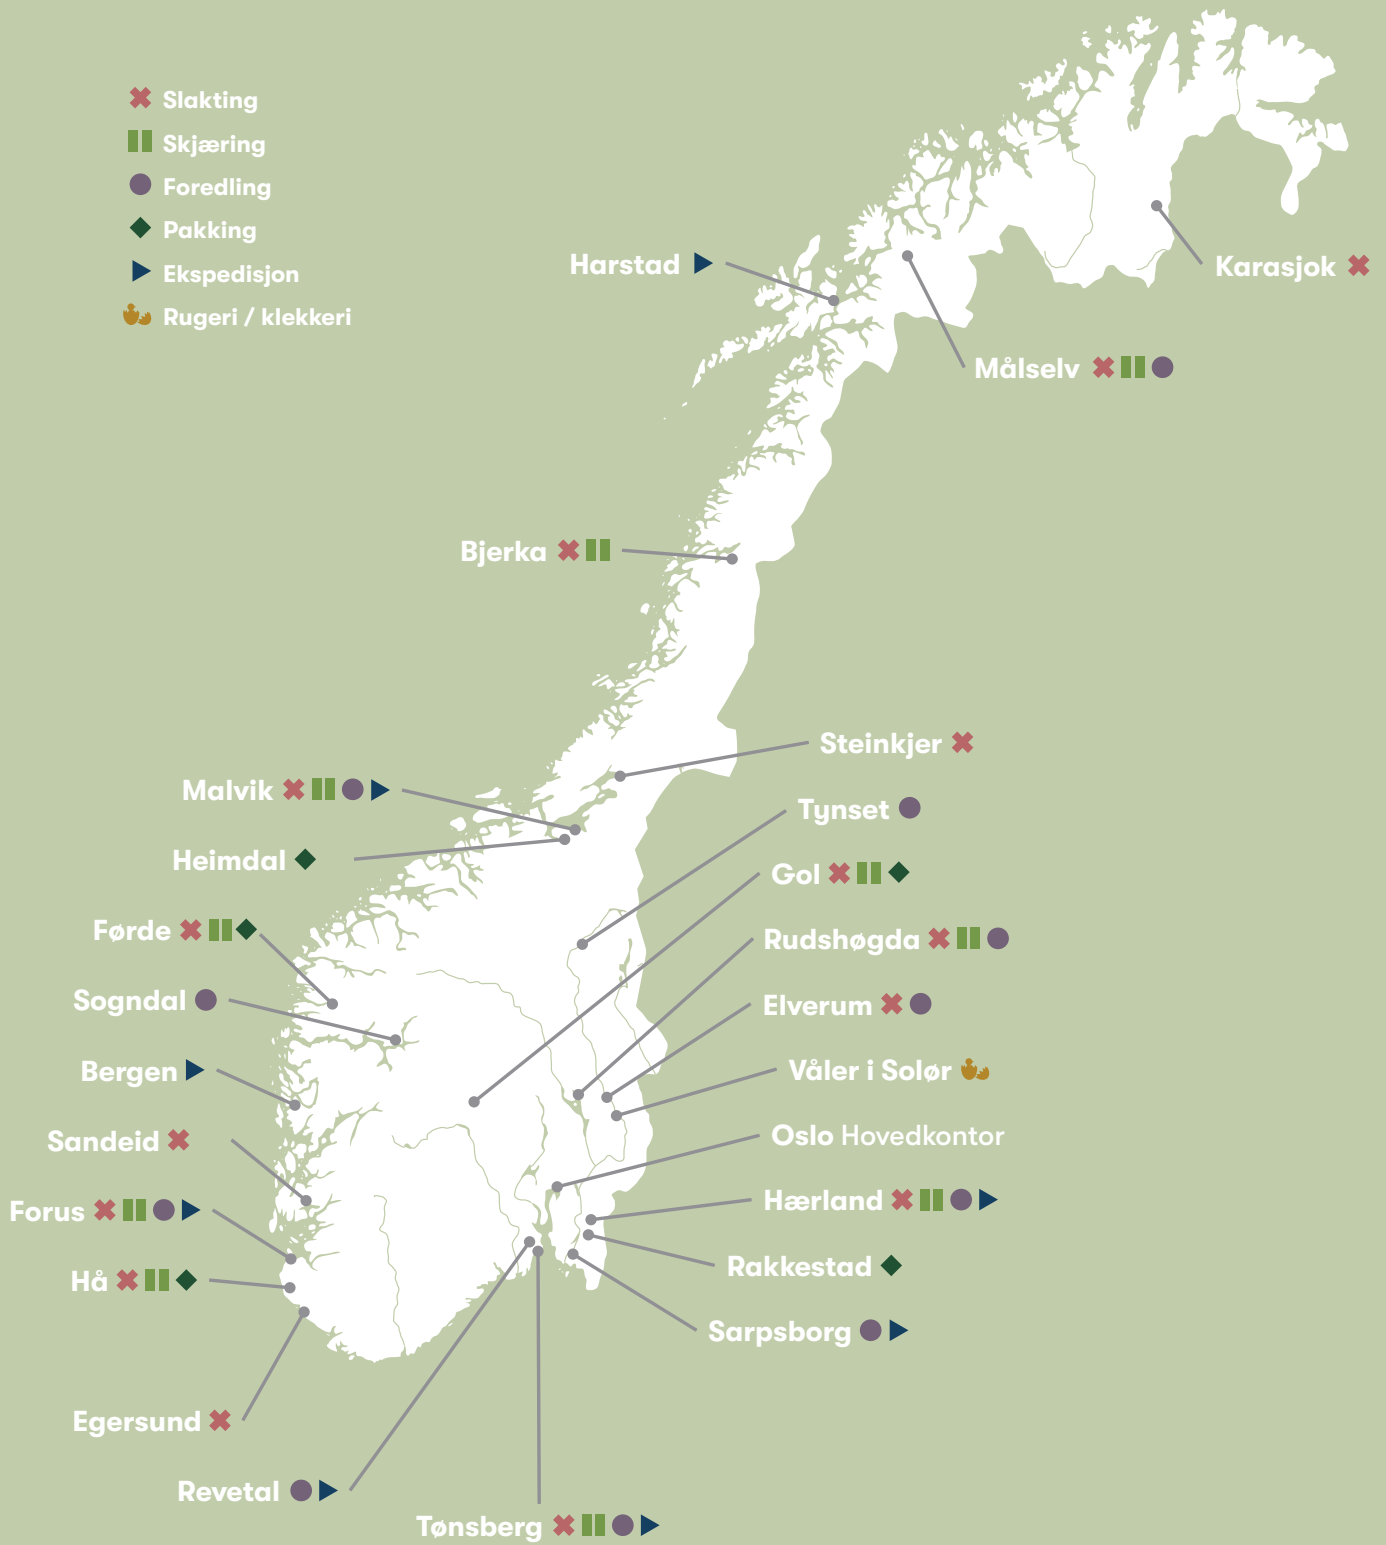 Slakting
Skjæring
Foredling
Pakking
Ekspedisjon
Rugeri / klekkeri
Harstad
Karasjok
Målselv
Bjerka
Steinkjer
Malvik
Tynset
Heimdal
Gol
Førde
Rudshøgda
Sogndal
Elverum
Bergen
Våler i Solør
Sandeid
Oslo Hovedkontor
Forus
Hærland
Hå
Rakkestad
Sarpsborg
Egersund
Revetal
Tønsberg